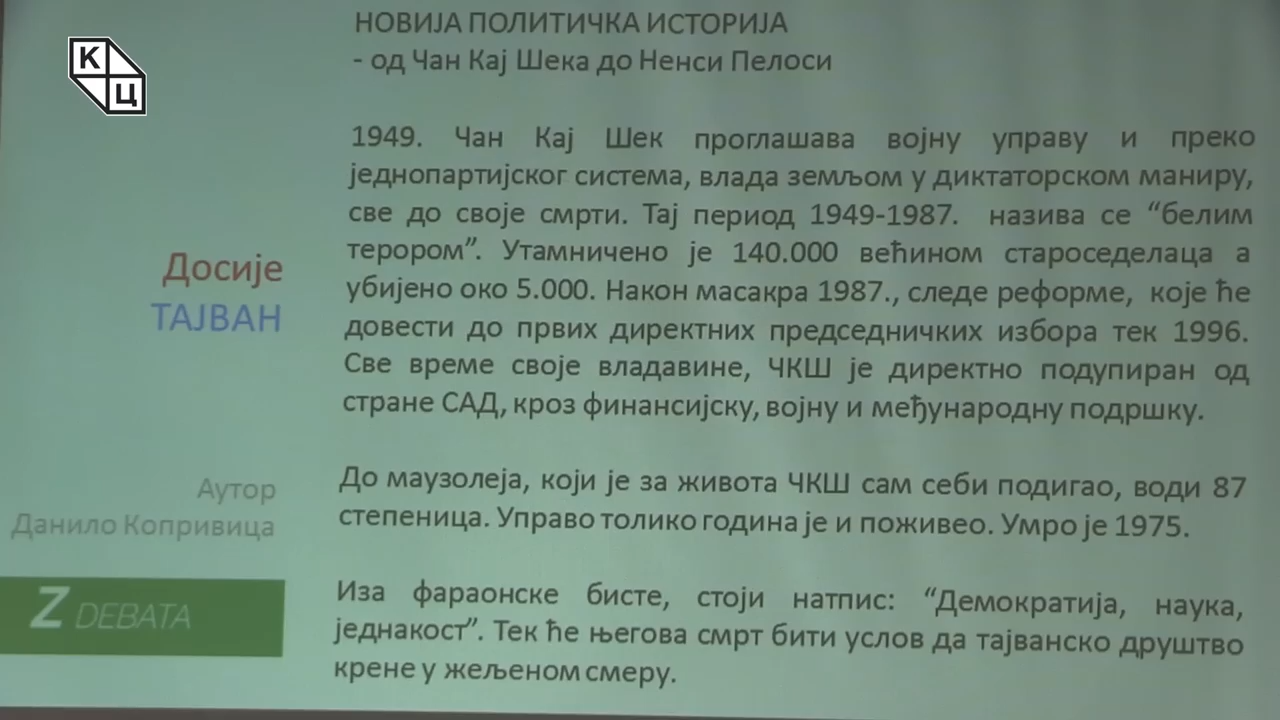 К
Ц
НОВИЈА ПОЛИТИЧКА ИСТОРИЈА
- од Чан Кај Шека до Ненси Пелоси
1949. Чан Кај Шек проглашава војну управу и преко
једнопартијског система, влада земљом у диктаторском маниру,
све до своје смрти. Тај период 1949-1987. назива се “белим
терором”. Утамничено је 140.000 већином староседелаца а
убијено око 5.000. Након масакра 1987., следе реформе, које ће
довести до првих директних председничких избора тек 1996.
Све време своје владавине, ЧКШ је директно подупиран од
стране САД, кроз финансијску, војну и међународну подршку.
До маузолеја, који је за живота ЧКШ сам себи подигао, води 87
степеница. Управо толико година је и поживео. Умро је 1975.
Иза фараонске бисте, стоји натпис: “Демократија, наука,
једнакост”. Тек ће његова смрт бити услов да тајванско друштво
крене у жељеном смеру.
Досије
ТАЈВАН
Аутор
Данило Копривица
Z DEBATA